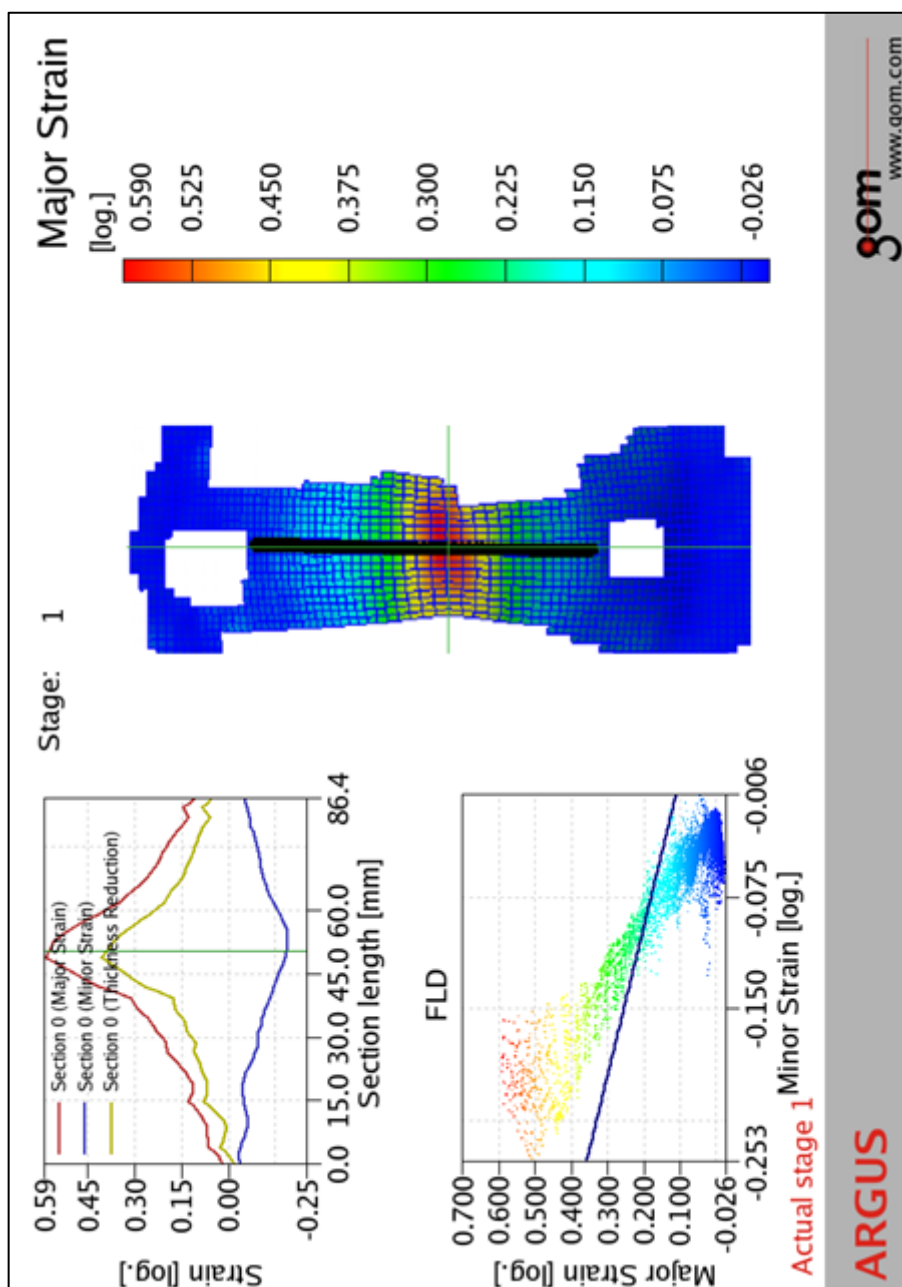 Stage: 1
Major Strain
[log.]
0.590
0.525
0.450
0.375
0.300
0.225
0.150
0.075
-0.026
Section 0 (Major Strain)
Section 0 (Minor Strain)
Section 0 (Thickness Reduction)
Strain [log.]
0.59
0.45
0.30
0.15
0.00
-0.25
0.0 15.0 30.0 45.0 60.0 86.4
Section length [mm]
FLD
Major Strain [log.]
0.700
0.600
0.500
0.400
0.300
0.200
0.100
-0.026
-0.253 -0.150 -0.075 -0.006
Minor Strain [log.]
Actual stage 1
ARGUS
gom
www.gom.com